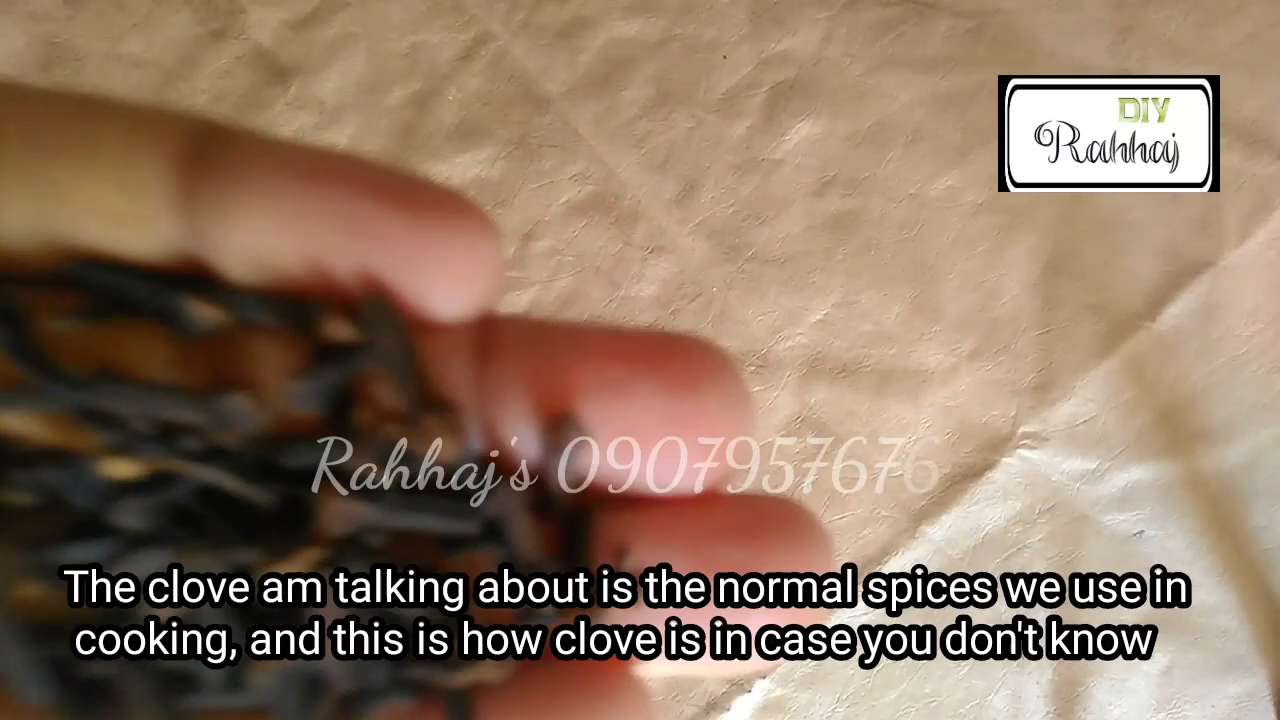 DIY
Rahhaj
Rahhaj's 0907957676
The clove am talking about is the normal spices we use in
cooking, and this is how clove is in case you don't know